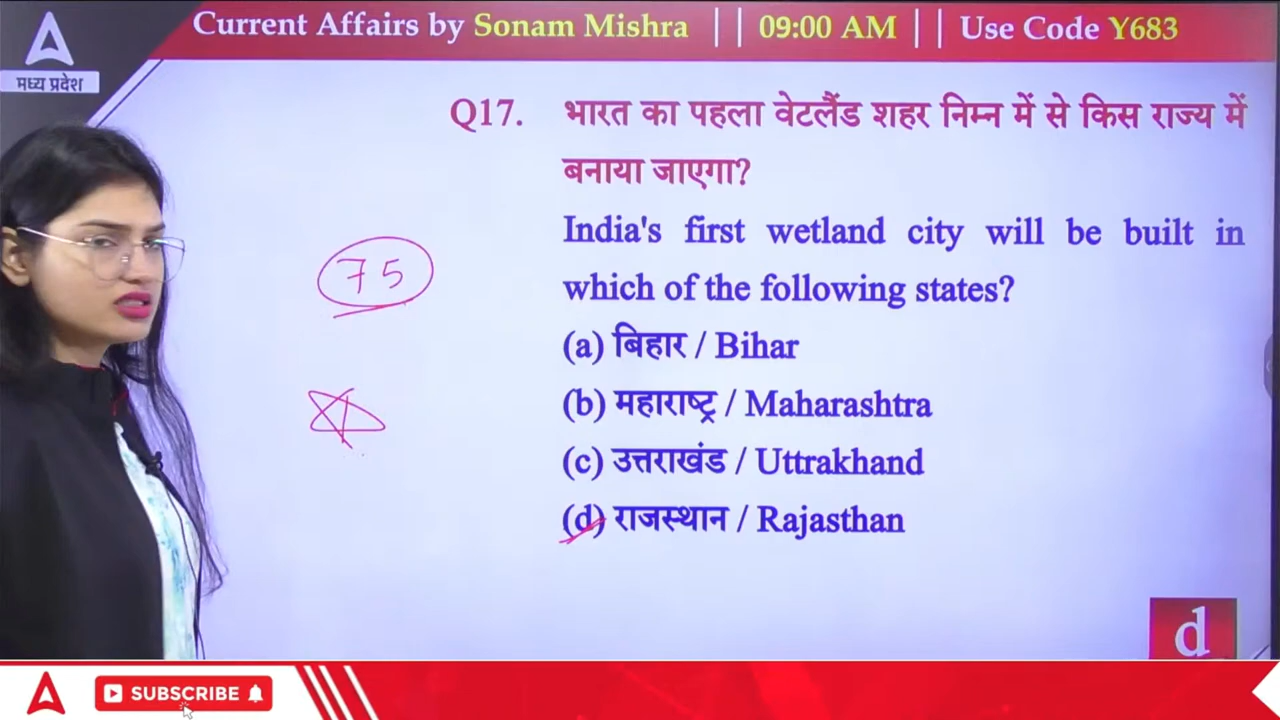 Current Affairs by Sonam Mishra || 09:00 AM || Use Code Y683
मध्य प्रदेश
Q17. भारत का पहला वेटलैंड शहर निम्न में से किस राज्य में
बनाया जाएगा?
India's first wetland city will be built in
which of the following states?
75
(a) बिहार / Bihar
(b) महाराष्ट्र / Maharashtra
(c) उत्तराखंड / Uttrakhand
(d) राजस्थान / Rajasthan
d
SUBSCRIBE